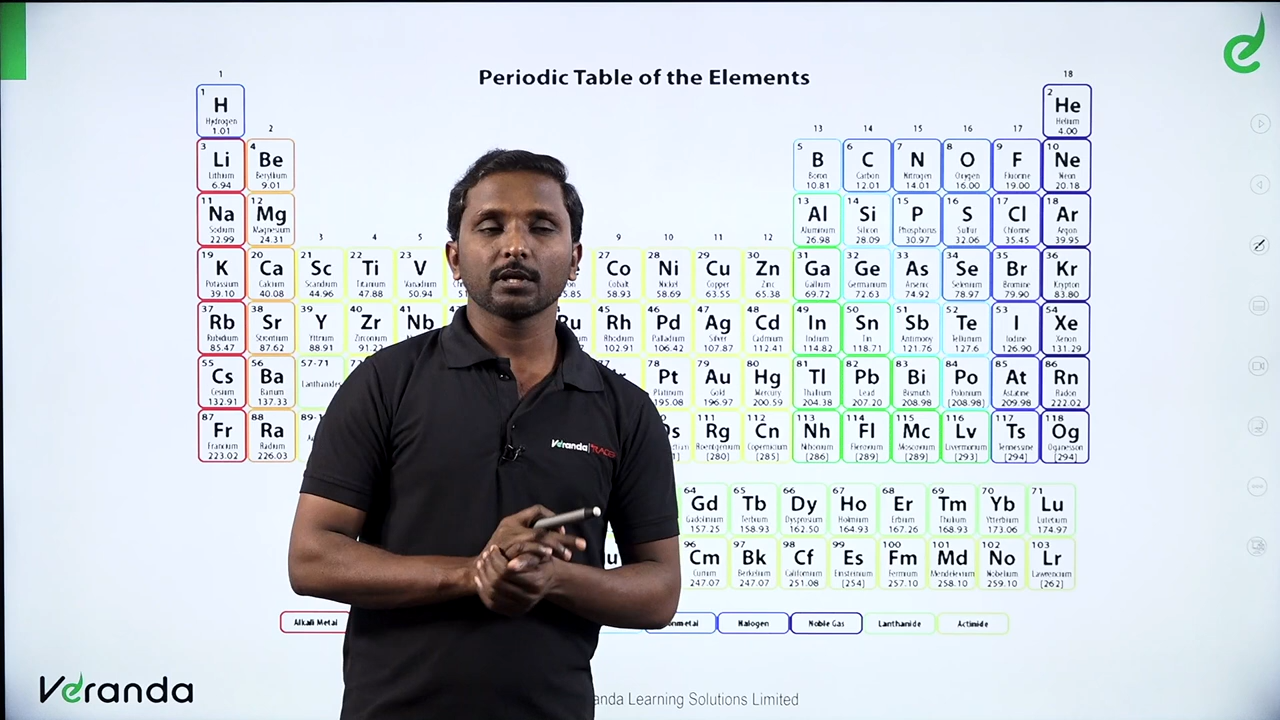 Periodic Table of the Elements
1 18
1 2
H He
Hydrogen Helium
1.01 2 13 14 15 16 17 4.00
3 4 5 6 7 8 9 10
Li Be B C N O F Ne
Lithium Beryllium Boron Carbon Nitrogen Oxygen Fluorine Neon
6.94 9.01 10.81 12.01 14.01 16.00 19.00 20.18
11 12 13 14 15 16 17 18
Na Mg Al Si P S Cl Ar
Sodium Magnesium Aluminum Silicon Phosphorus Sulfur Chlorine Argon
22.99 24.31 3 4 5 9 10 11 12 26.98 28.09 30.97 32.06 35.45 39.95
19 20 21 22 23 27 28 29 30 31 32 33 34 35 36
K Ca Sc Ti V Co Ni Cu Zn Ga Ge As Se Br Kr
Potassium Calcium Scandium Titanium Vanadium Cobalt Nickel Copper Zinc Gallium Germanium Arsenic Selenium Bromine Krypton
39.10 40.08 44.96 47.88 50.94 58.93 58.69 63.55 65.38 69.72 72.63 74.92 78.97 79.90 83.80
37 38 39 40 41 45 46 47 48 49 50 51 52 53 54
Rb Sr Y Zr Nb Ru Rh Pd Ag Cd In Sn Sb Te I Xe
Rubidium Strontium Yttrium Zirconium Rhodium Palladium Silver Cadmium Indium Tin Antimony Tellurium Iodine Xenon
85.47 87.62 88.91 102.91 106.42 107.87 112.41 114.82 118.71 121.76 127.6 126.90 131.29
55 56 57-71 78 79 80 81 82 83 84 85 86
Cs Ba Pt Au Hg Tl Pb Bi Po At Rn
Cesium Barium Lanthanides Platinum Gold Mercury Thallium Lead Bismuth Polonium Astatine Radon
132.91 137.33 195.08 196.97 200.59 204.38 207.20 208.98 [208.98] 209.98 222.02
87 88 111 112 113 114 115 116 117 118
Fr Ra Rg Cn Nh Fl Mc Lv Ts Og
Francium Radium Roentgenium Copernicium Nihonium Flerovium Moscovium Livermorium Tennessine Oganesson
223.02 226.03 [280] [285] [286] [289] [289] [293] [294] [294]
64 65 66 67 68 69 70 71
Gd Tb Dy Ho Er Tm Yb Lu
Gadolinium Terbium Dysprosium Holmium Erbium Thulium Ytterbium Lutetium
157.25 158.93 162.50 164.93 167.26 168.93 173.06 174.97
96 97 98 99 100 101 102 103
Cm Bk Cf Es Fm Md No Lr
Curium Berkelium Californium Einsteinium Fermium Mendelevium Nobelium Lawrencium
247.07 247.07 251.08 [254] 257.10 258.10 259.10 [262]
Alkali Metal Halogen Noble Gas Lanthanide Actinide
Veranda
Learning Solutions Limited
Veranda